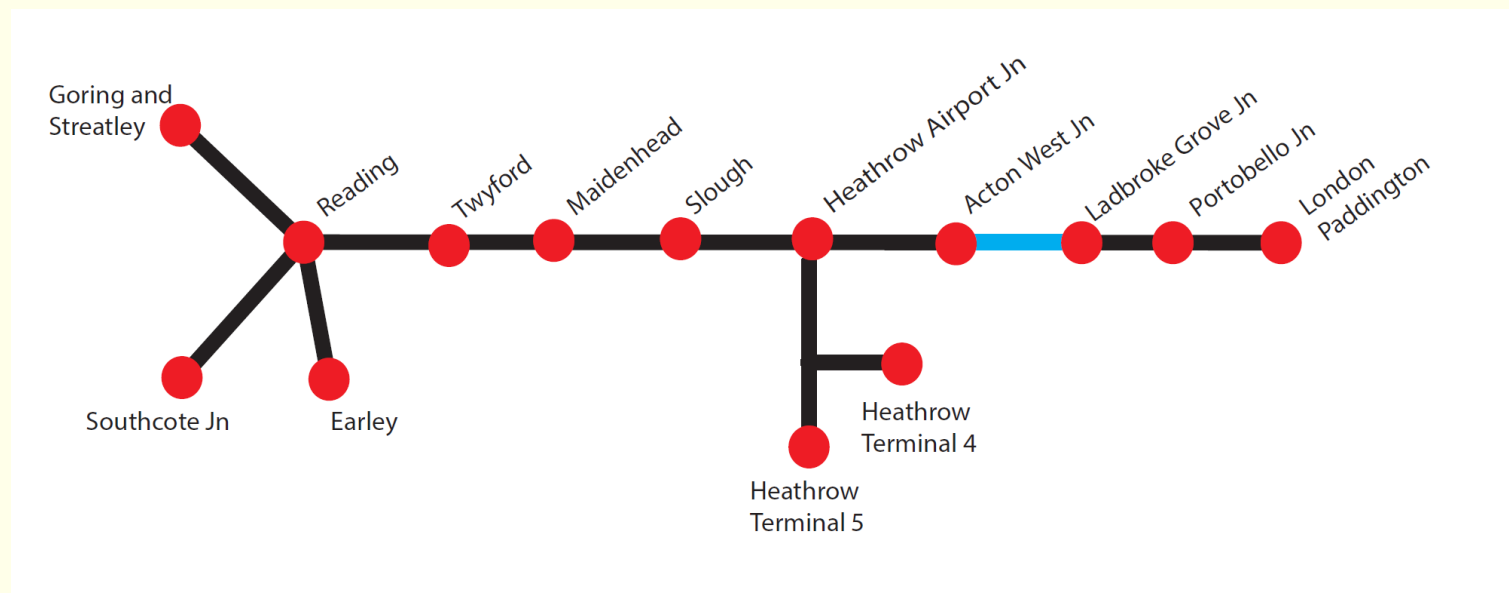 Goring and
Streatley
Reading
Twyford
Maidenhead
Slough
Heathrow Airport Jn
Acton West Jn
Ladbroke Grove Jn
Portobello Jn
London
Paddington
Southcote Jn
Earley
Heathrow
Terminal 4
Heathrow
Terminal 5